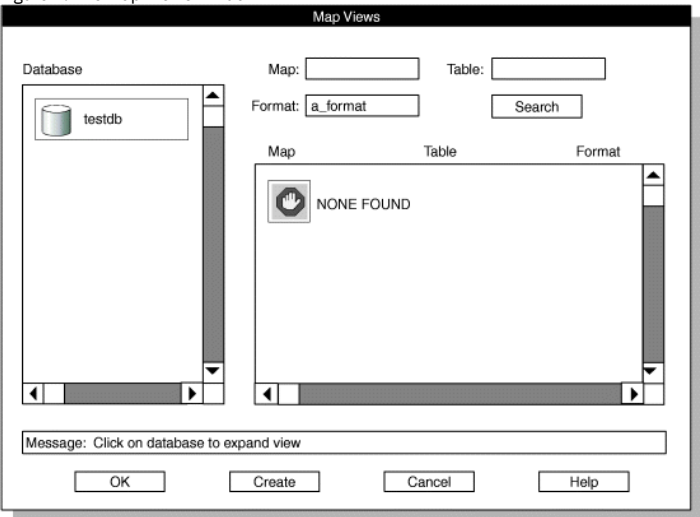 Map Views
Database
testdb
Map:
Table:
Format: a_format
Search
Map Table Format
NONE FOUND
Message: Click on database to expand view
OK Create Cancel Help